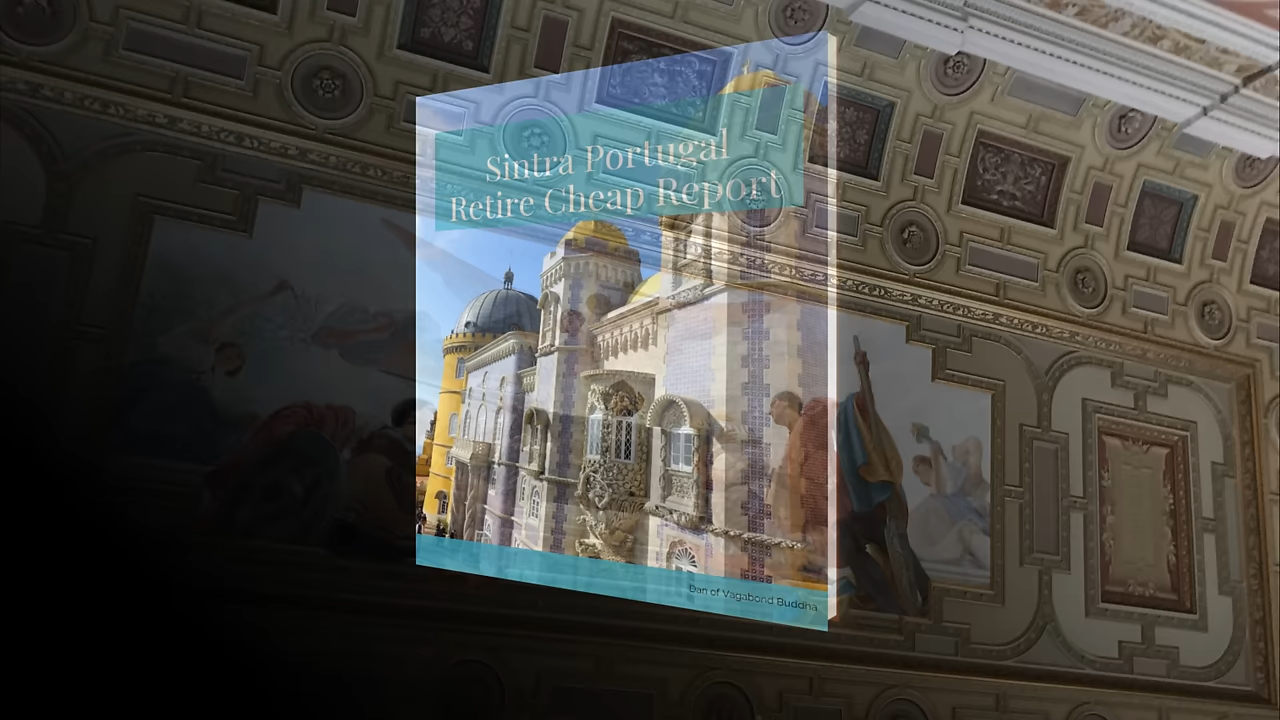 Sintra Portugal
Retire Cheap Report
Dan of Vagabond Buddha